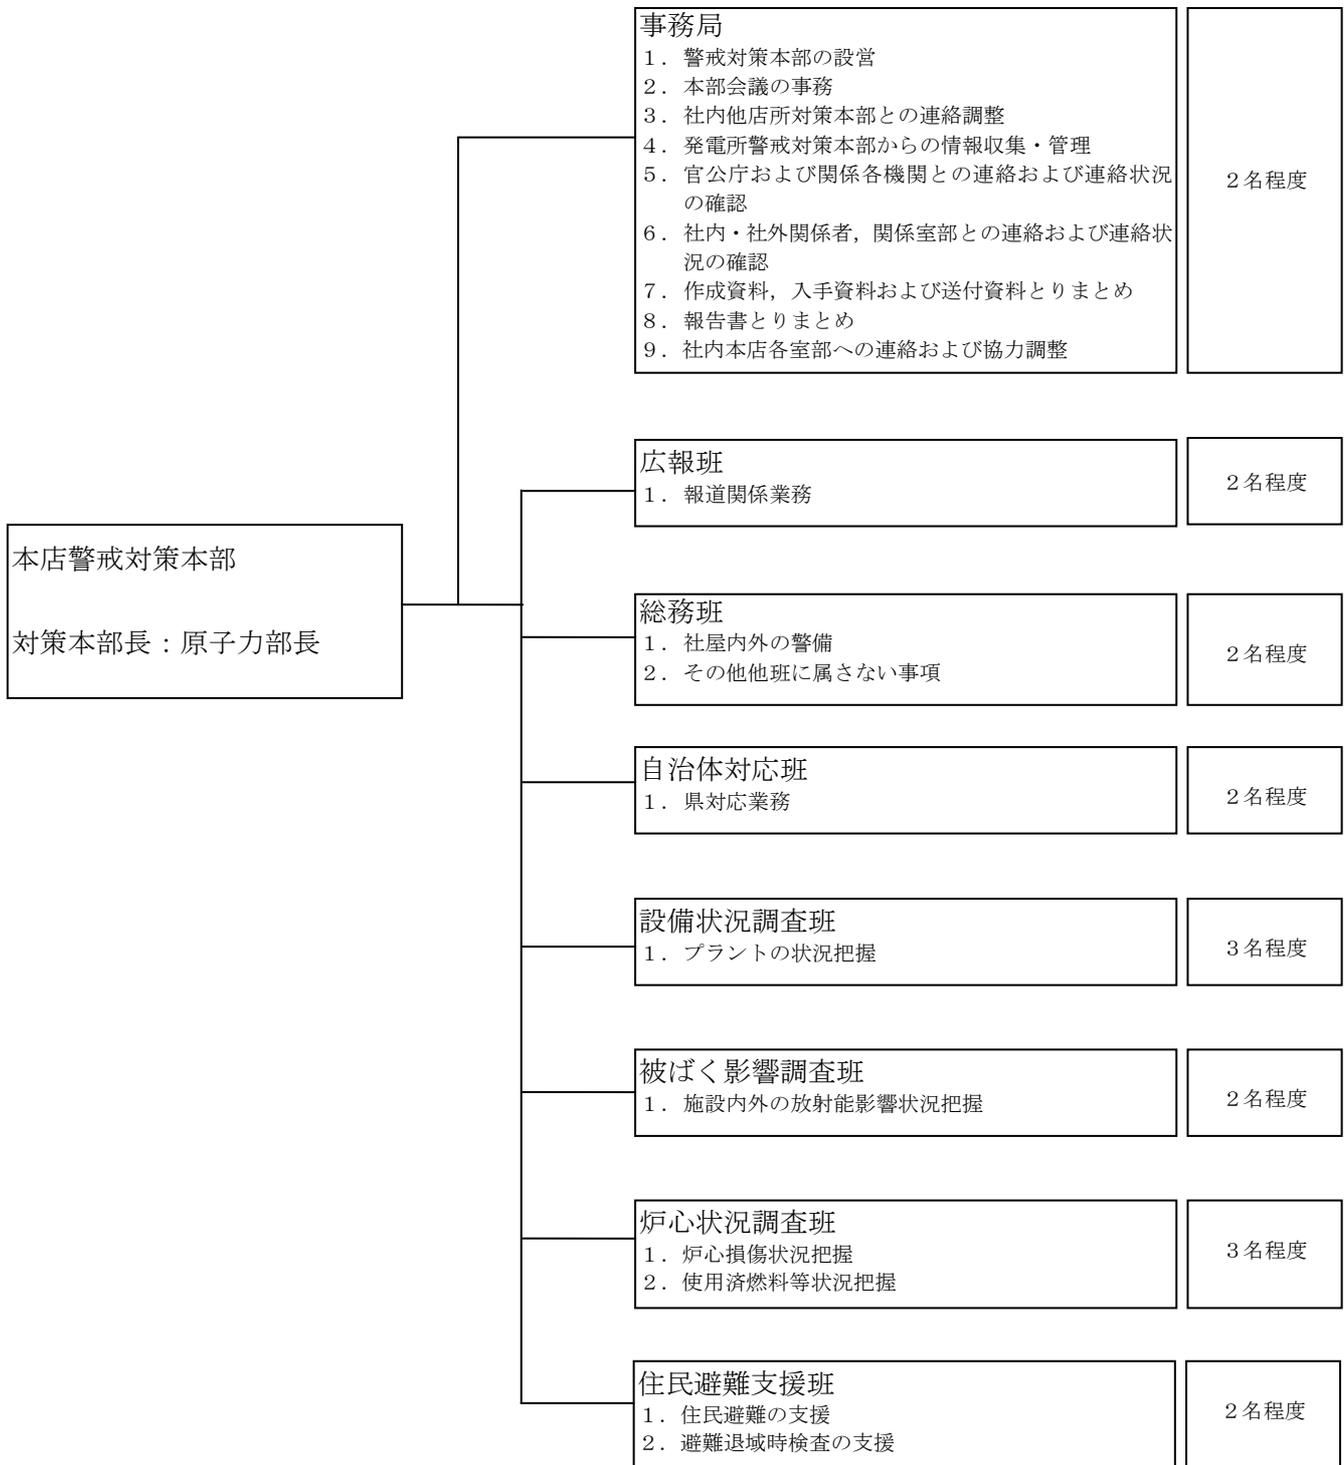 事務局
１．警戒対策本部の設営
２．本部会議の事務
３．社内他店所対策本部との連絡調整
４．発電所警戒対策本部からの情報収集・管理
５．官公庁および関係各機関との連絡および連絡状況
の確認
６．社内・社外関係者，関係室部との連絡および連絡状
況の確認
７．作成資料，入手資料および送付資料とりまとめ
８．報告書とりまとめ
９．社内本店各室部への連絡および協力調整
２名程度
広報班
１．報道関係業務
２名程度
本店警戒対策本部
対策本部長：原子力部長
総務班
１．社屋内外の警備
２．その他他班に属さない事項
２名程度
自治体対応班
１．県対応業務
２名程度
設備状況調査班
１．プラントの状況把握
３名程度
被ばく影響調査班
１．施設内外の放射能影響状況把握
２名程度
炉心状況調査班
１．炉心損傷状況把握
２．使用済燃料等状況把握
３名程度
住民避難支援班
１．住民避難の支援
２．避難退域時検査の支援
２名程度